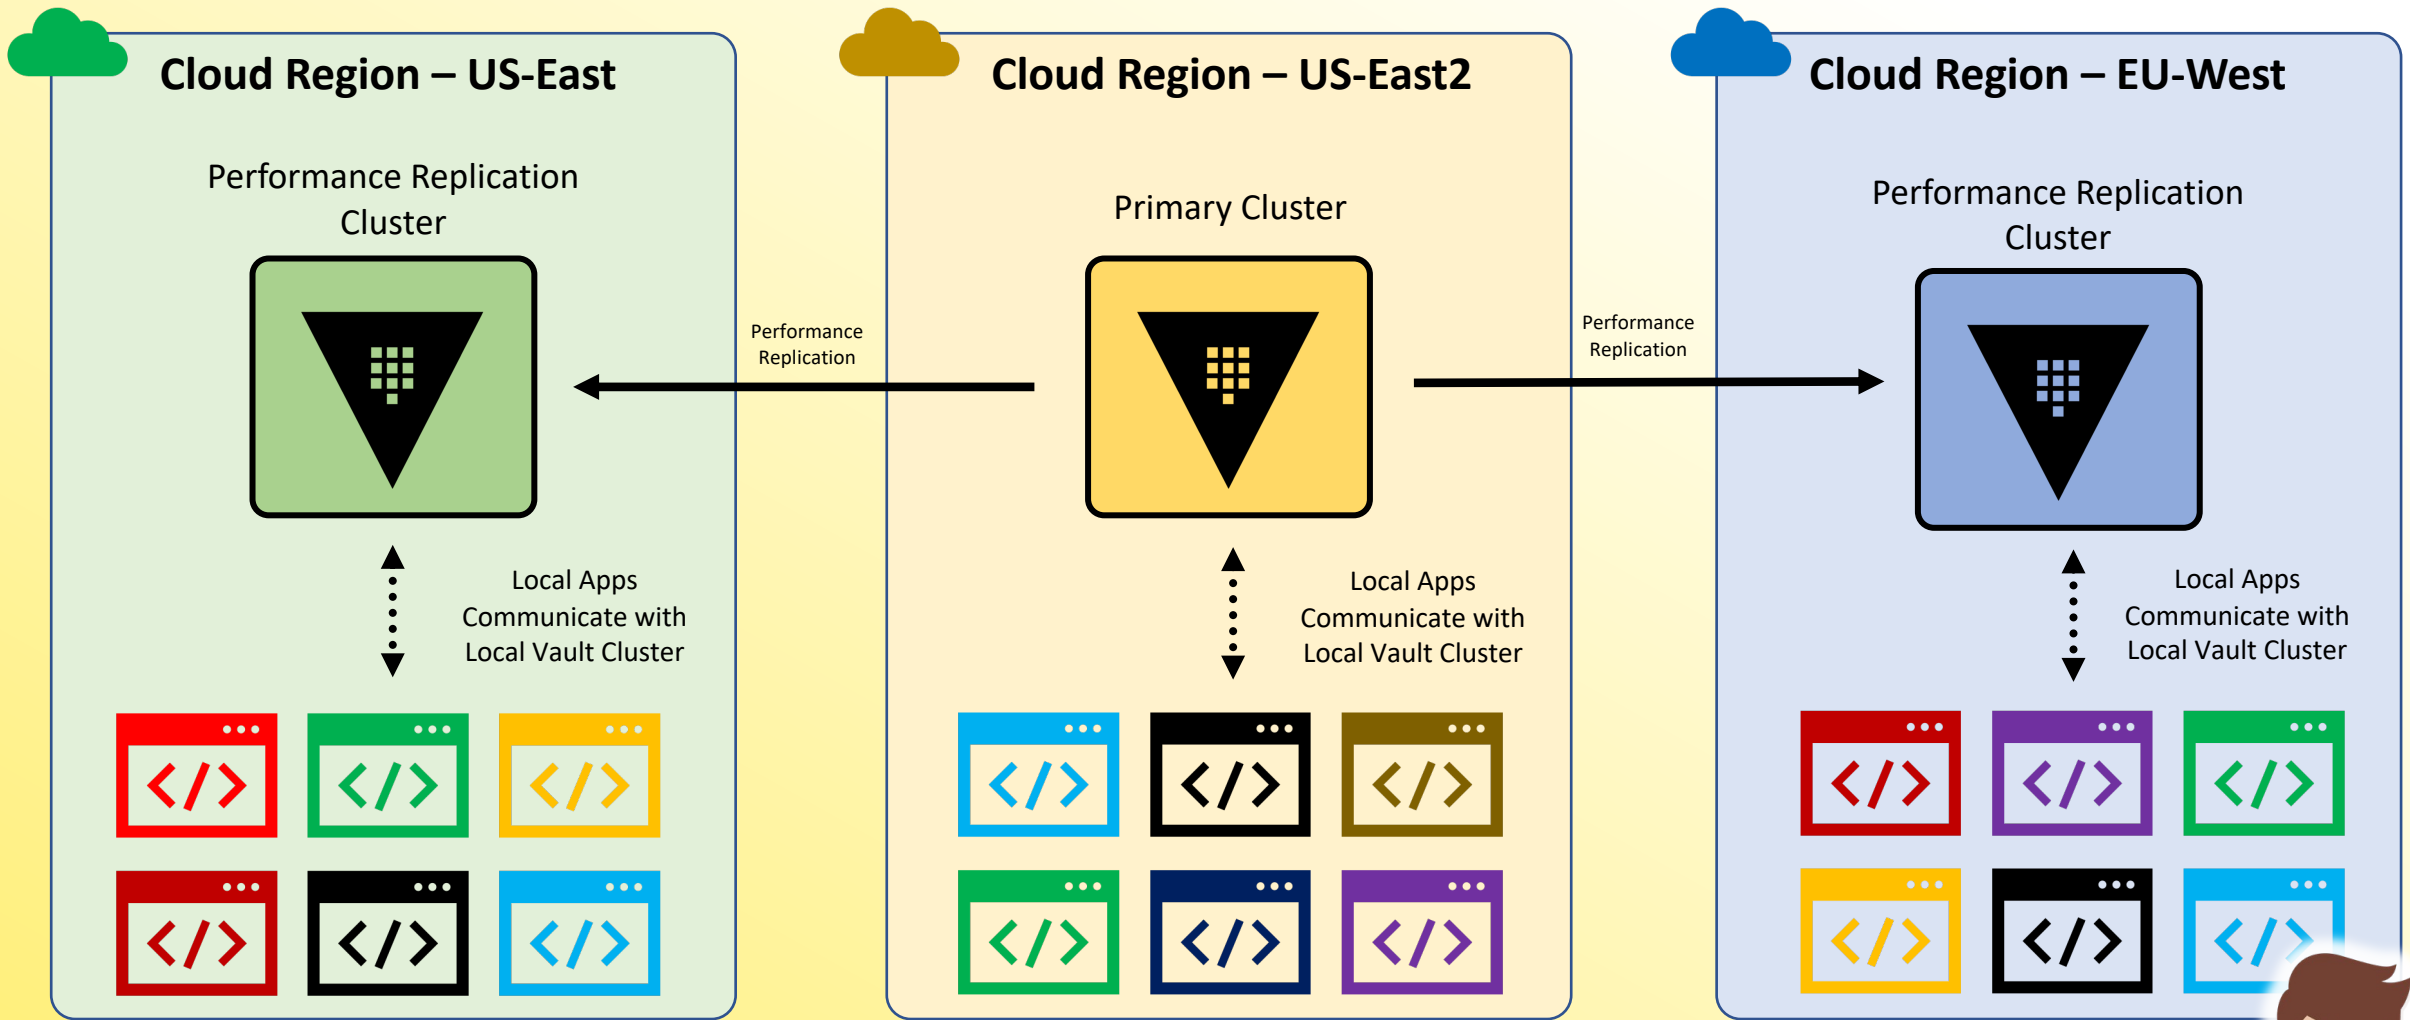 Cloud Region – US-East
Performance Replication
Cluster
Local Apps
Communicate with
Local Vault Cluster
Performance
Replication
Cloud Region – US-East2
Primary Cluster
Local Apps
Communicate with
Local Vault Cluster
Performance
Replication
Cloud Region – EU-West
Performance Replication
Cluster
Local Apps
Communicate with
Local Vault Cluster